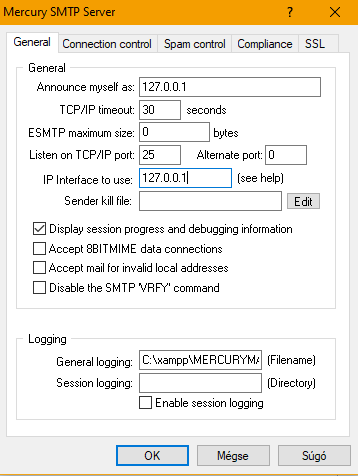 Mercury SMTP Server ? ×
General Connection control Spam control Compliance SSL
General
Announce myself as: 127.0.0.1
TCP/IP timeout: 30 seconds
ESMTP maximum size: 0 bytes
Listen on TCP/IP port: 25 Alternate port: 0
IP Interface to use: 127.0.0.1 (see help)
Sender kill file: Edit
Display session progress and debugging information
Accept 8BITMIME data connections
Accept mail for invalid local addresses
Disable the SMTP 'VRFY' command
Logging
General logging: C:\xampp\MERCURYMA (Filename)
Session logging: (Directory)
Enable session logging
OK Mégse Súgó